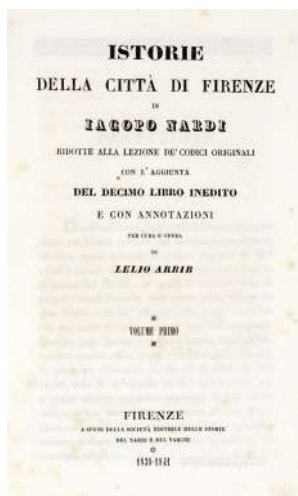 ISTORIE
DELLA CITTÀ DI FIRENZE
DI
IACOPO NARDI
RIDOTTE ALLA LEZIONE DE' CODICI ORIGINALI
CON L'AGGIUNTA
DEL DECIMO LIBRO INEDITO
E CON ANNOTAZIONI
PER CURA E OPERA
DI
LELIO ARBIB
VOLUME PRIMO
FIRENZE
A SPESE DELLA SOCIETÀ EDITRICE DELLE STORIE
DEL NARDI E DEL VARCHI
1838-1841